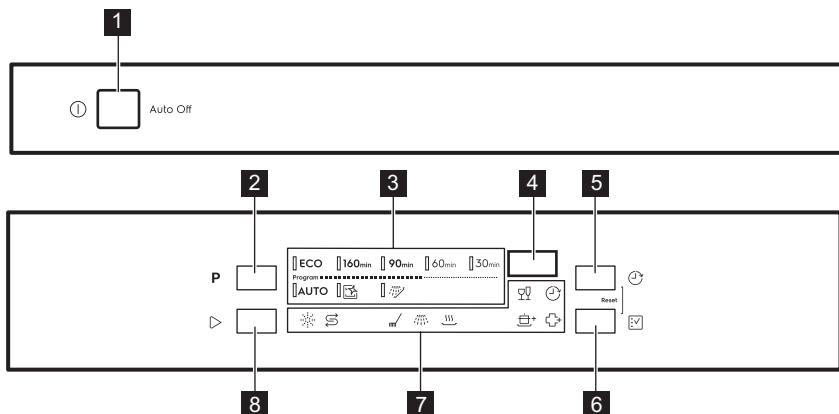 1
Auto Off
2 3 4 5
P ECO 160min 90min 60min 30min
Program
Reset
AUTO
8 7 6